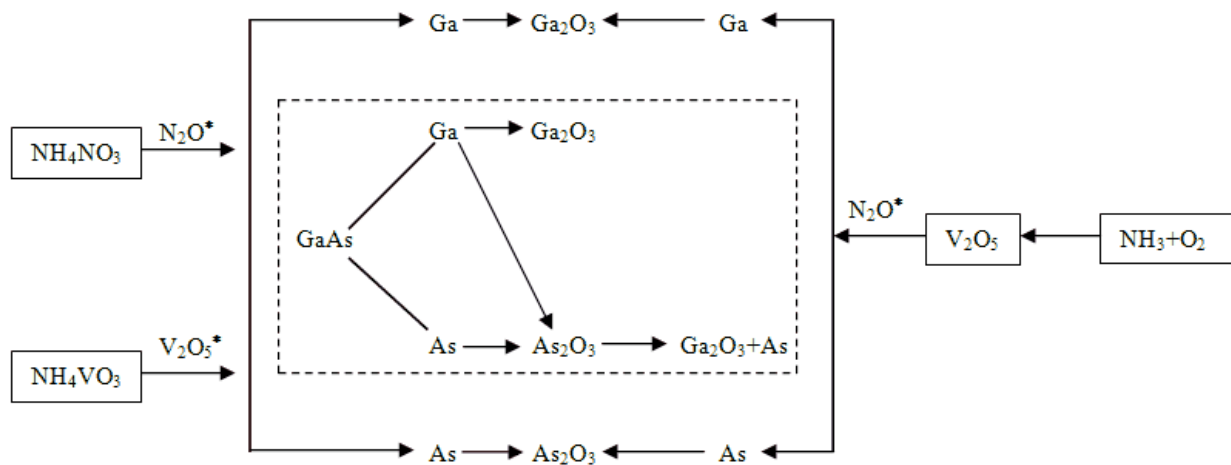 Ga Ga₂O₃ Ga
Ga Ga₂O₃
N₂O*
NH₄NO₃
N₂O*
GaAs
V₂O₅ NH₃+O₂
As As₂O₃ Ga₂O₃+As
V₂O₅*
NH₄VO₃
As As₂O₃ As